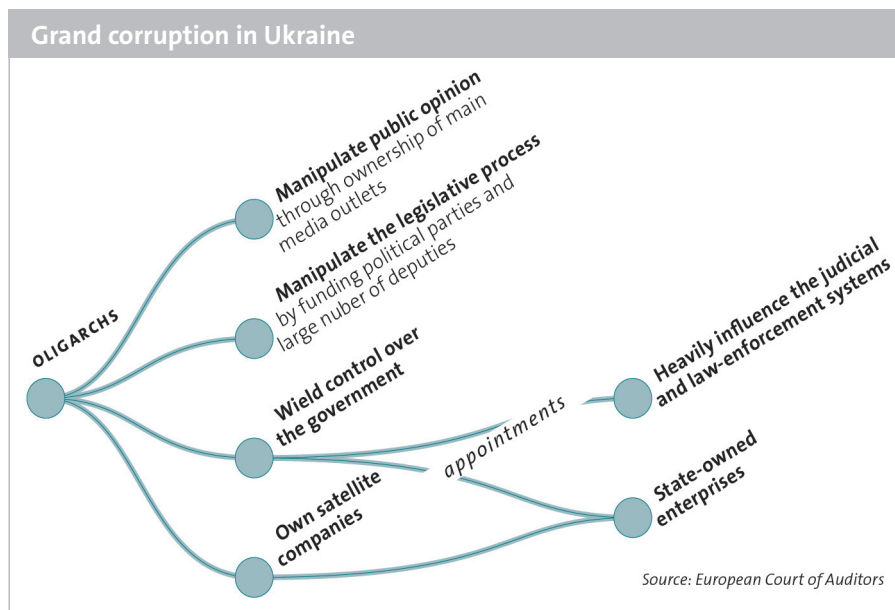 Grand corruption in Ukraine
Manipulate public opinion
through ownership of main
media outlets
Manipulate the legislative process
by funding political parties and
large nuber of deputies
OLIGARCHS
Wield control over
the government
appointments
Heavily influence the judicial
and law-enforcement systems
Own satellite
companies
State-owned
enterprises
Source: European Court of Auditors